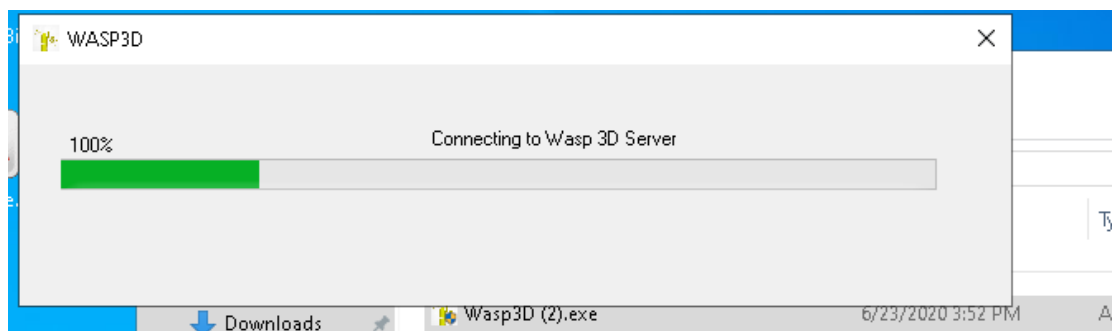 WASP3D
100%
Connecting to Wasp 3D Server
Downloads
Wasp3D (2).exe
6/23/2020 3:52 PM